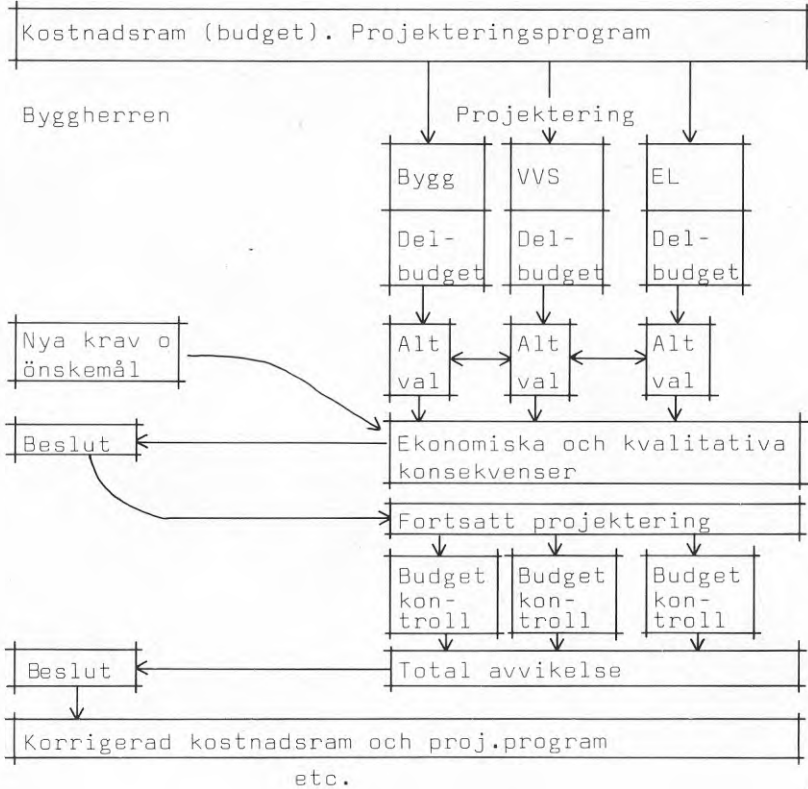 Kostnadsram (budget). Projekteringsprogram
Byggherren Projektering
Bygg VVS EL
Del- Del- Del-
budget budget budget
Nya krav o
önskemål
Alt Alt Alt
val val val
Beslut
Ekonomiska och kvalitativa
konsekvenser
Fortsatt projektering
Budget Budget Budget
kon- kon- kon-
troll troll troll
Beslut
Total avvikelse
Korrigerad kostnadsram och proj.program
etc.